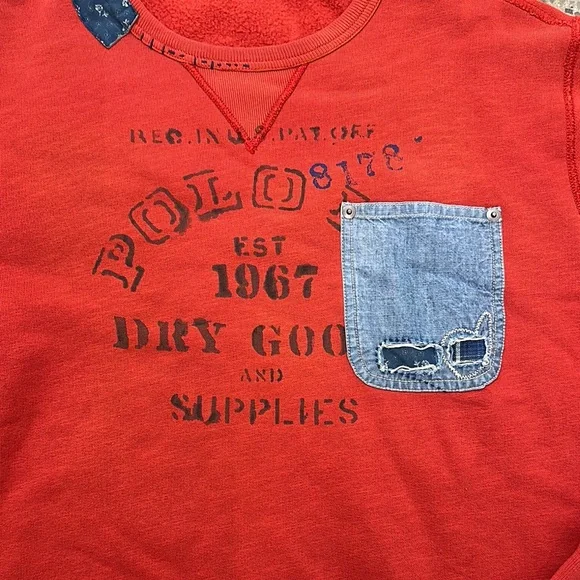 REG. IN U.S. PAT. OFF.
POLO
8178
EST
1967
DRY GOO
AND
SUPPLIES